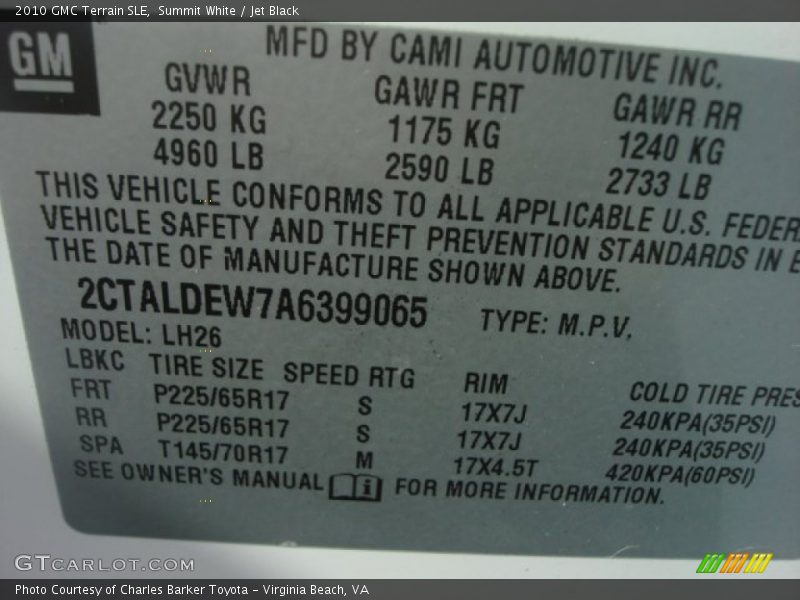 2010 GMC Terrain SLE, Summit White / Jet Black
GM
MFD BY CAMI AUTOMOTIVE INC.
GVWR GAWR FRT GAWR RR
2250 KG 1175 KG 1240 KG
4960 LB 2590 LB 2733 LB
THIS VEHICLE CONFORMS TO ALL APPLICABLE U.S. FEDER
VEHICLE SAFETY AND THEFT PREVENTION STANDARDS IN E
THE DATE OF MANUFACTURE SHOWN ABOVE.
2CTALDEW7A6399065 TYPE: M.P.V.
MODEL: LH26
LBKC TIRE SIZE SPEED RTG RIM COLD TIRE PRES
FRT P225/65R17 S 17X7J 240KPA(35PSI)
RR P225/65R17 S 17X7J 240KPA(35PSI)
SPA T145/70R17 M 17X4.5T 420KPA(60PSI)
SEE OWNER'S MANUAL i FOR MORE INFORMATION.
GTCARLOT.COM
Photo Courtesy of Charles Barker Toyota - Virginia Beach, VA